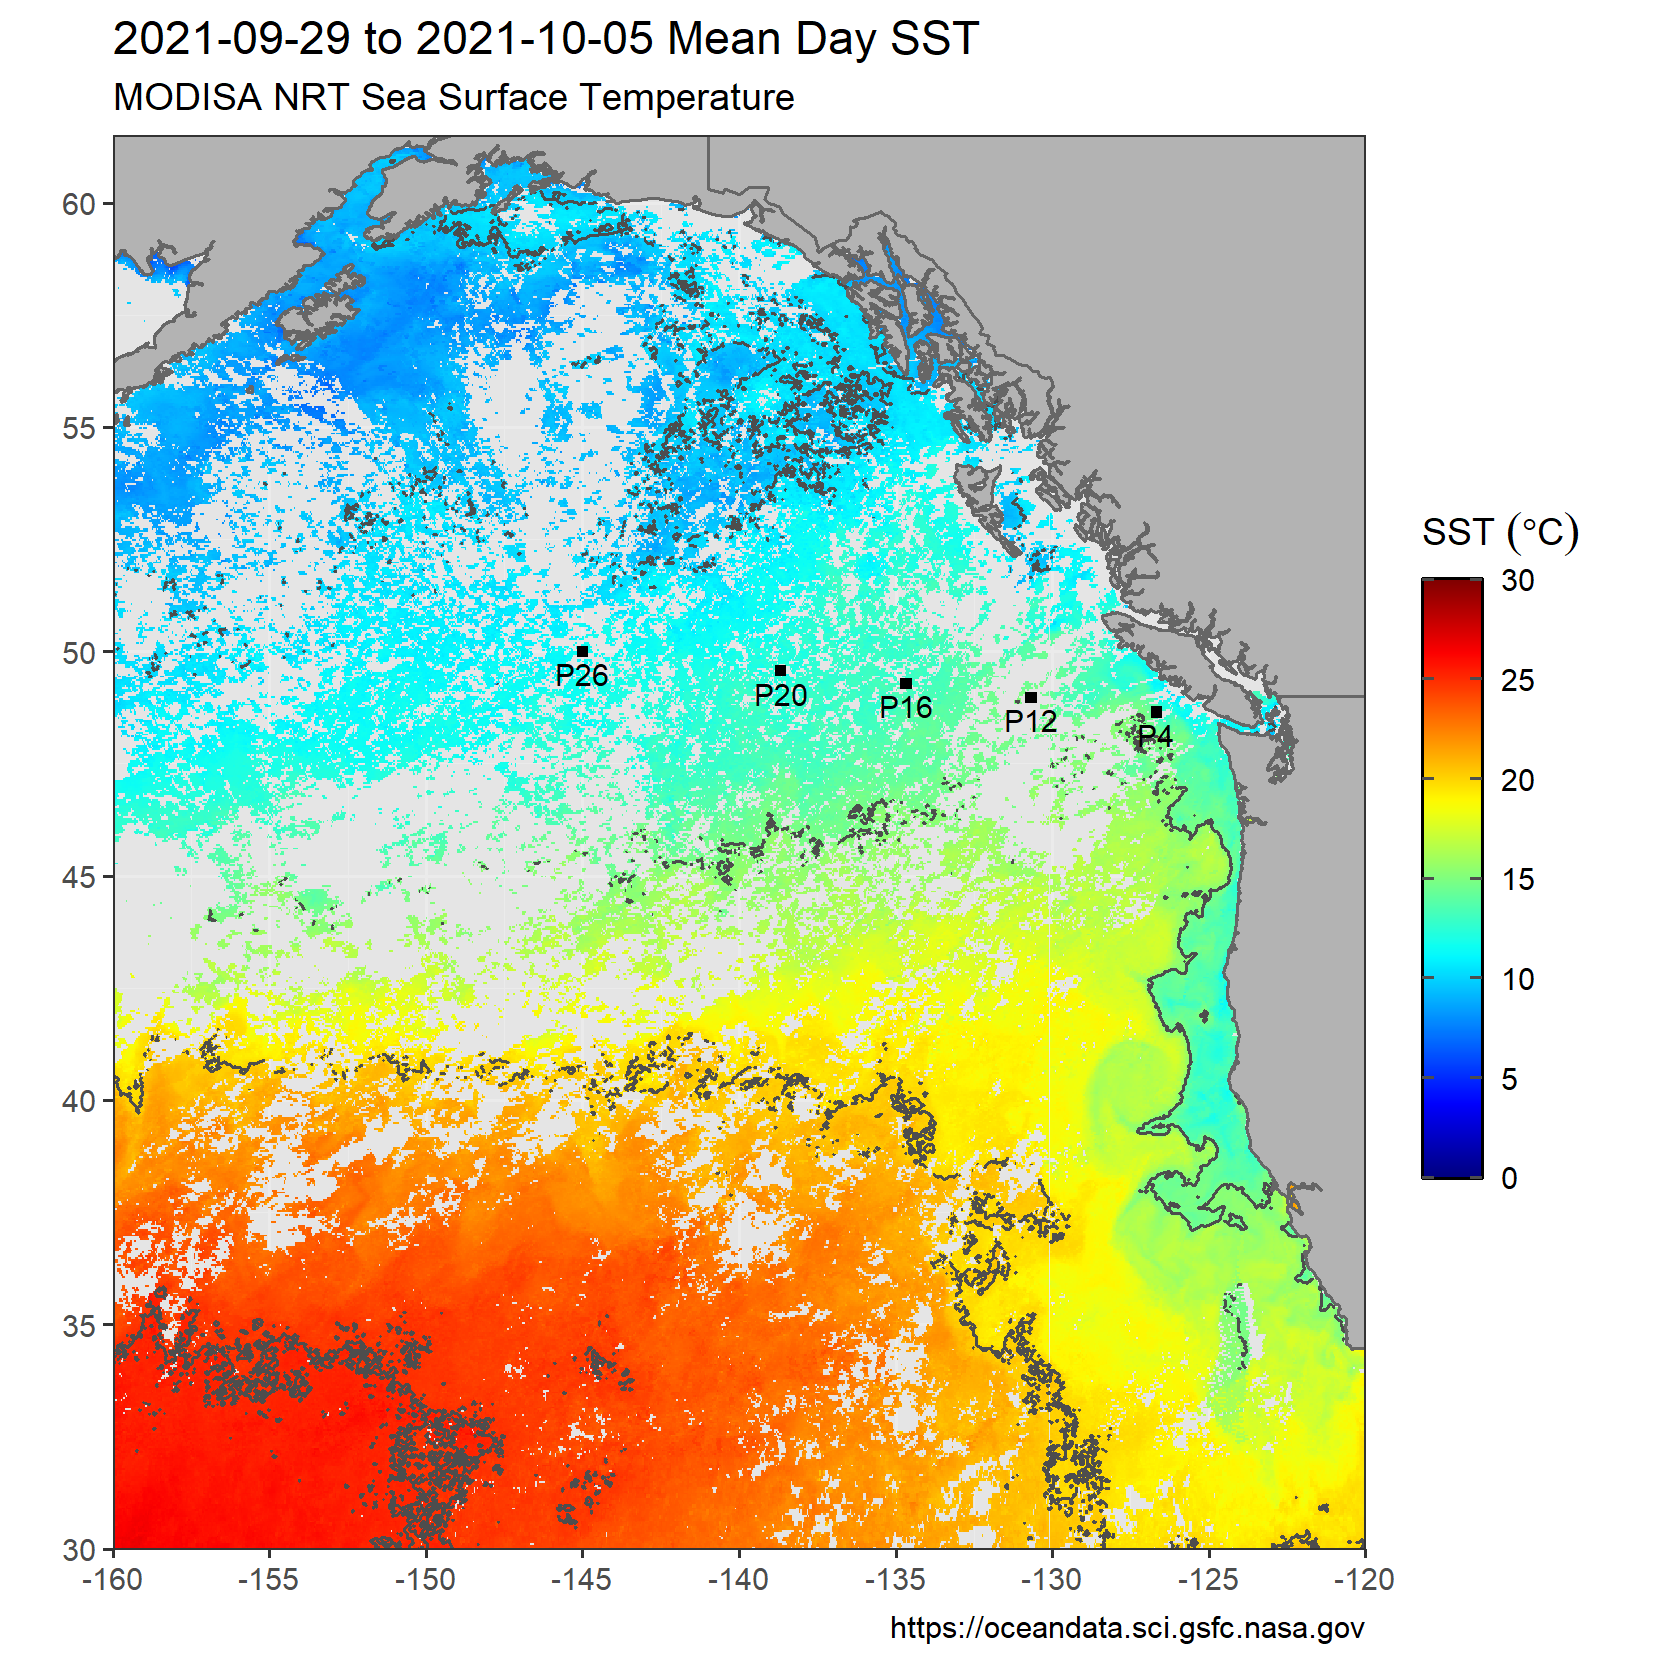 2021-09-29 to 2021-10-05 Mean Day SST
MODISA NRT Sea Surface Temperature
60
55
50
45
40
35
30
P26
P20
P16
P12
P4
-160
-155
-150
-145
-140
-135
-130
-125
-120
SST (°C)
30
25
20
15
10
5
0
https://oceandata.sci.gsfc.nasa.gov